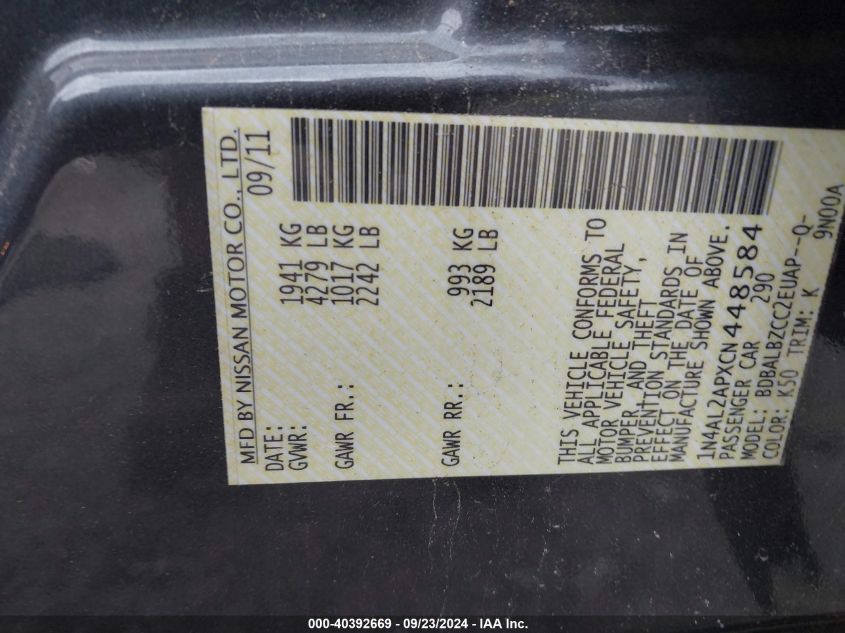 MFD BY NISSAN MOTOR CO., LTD.
DATE: 09/11
GVWR: 1941 KG
4279 LB
GAWR FR.: 1017 KG
2242 LB
GAWR RR.: 993 KG
2189 LB
THIS VEHICLE CONFORMS TO
ALL APPLICABLE FEDERAL
MOTOR VEHICLE SAFETY,
BUMPER, AND THEFT
PREVENTION STANDARDS IN
EFFECT ON THE DATE OF
MANUFACTURE SHOWN ABOVE.
1N4AL2APXCN448584
PASSENGER CAR 290
MODEL: BDBALBZCC2EUAP--Q-
COLOR: K50 TRIM: K 9N00A
000-40392669 - 09/23/2024 - IAA Inc.